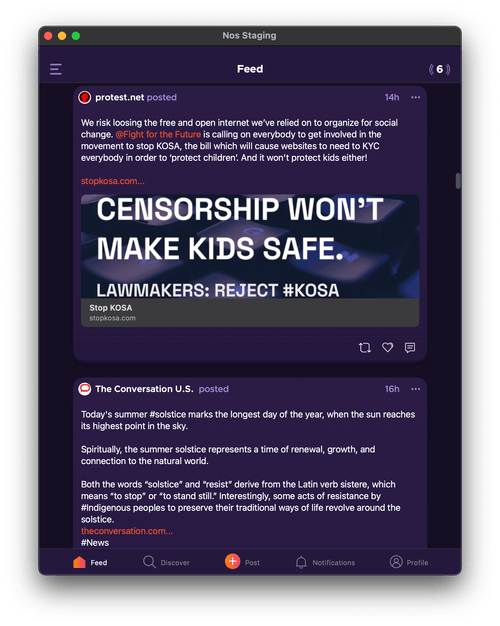 Nos Staging
Feed
6
protest.net posted
14h
We risk loosing the free and open internet we’ve relied on to organize for social
change. @Fight for the Future is calling on everybody to get involved in the
movement to stop KOSA, the bill which will cause websites to need to KYC
everybody in order to ‘protect children’. And it won’t protect kids either!
stopkosa.com...
CENSORSHIP WON'T
MAKE KIDS SAFE.
LAWMAKERS: REJECT #KOSA
Stop KOSA
stopkosa.com
The Conversation U.S. posted
16h
Today's summer #solstice marks the longest day of the year, when the sun reaches
its highest point in the sky.
Spiritually, the summer solstice represents a time of renewal, growth, and
connection to the natural world.
Both the words “solstice” and “resist” derive from the Latin verb sistere, which
means “to stop” or “to stand still.” Interestingly, some acts of resistance by
#Indigenous peoples to preserve their traditional ways of life revolve around the
solstice.
theconversation.com...
#News
Feed
Discover
Post
Notifications
Profile